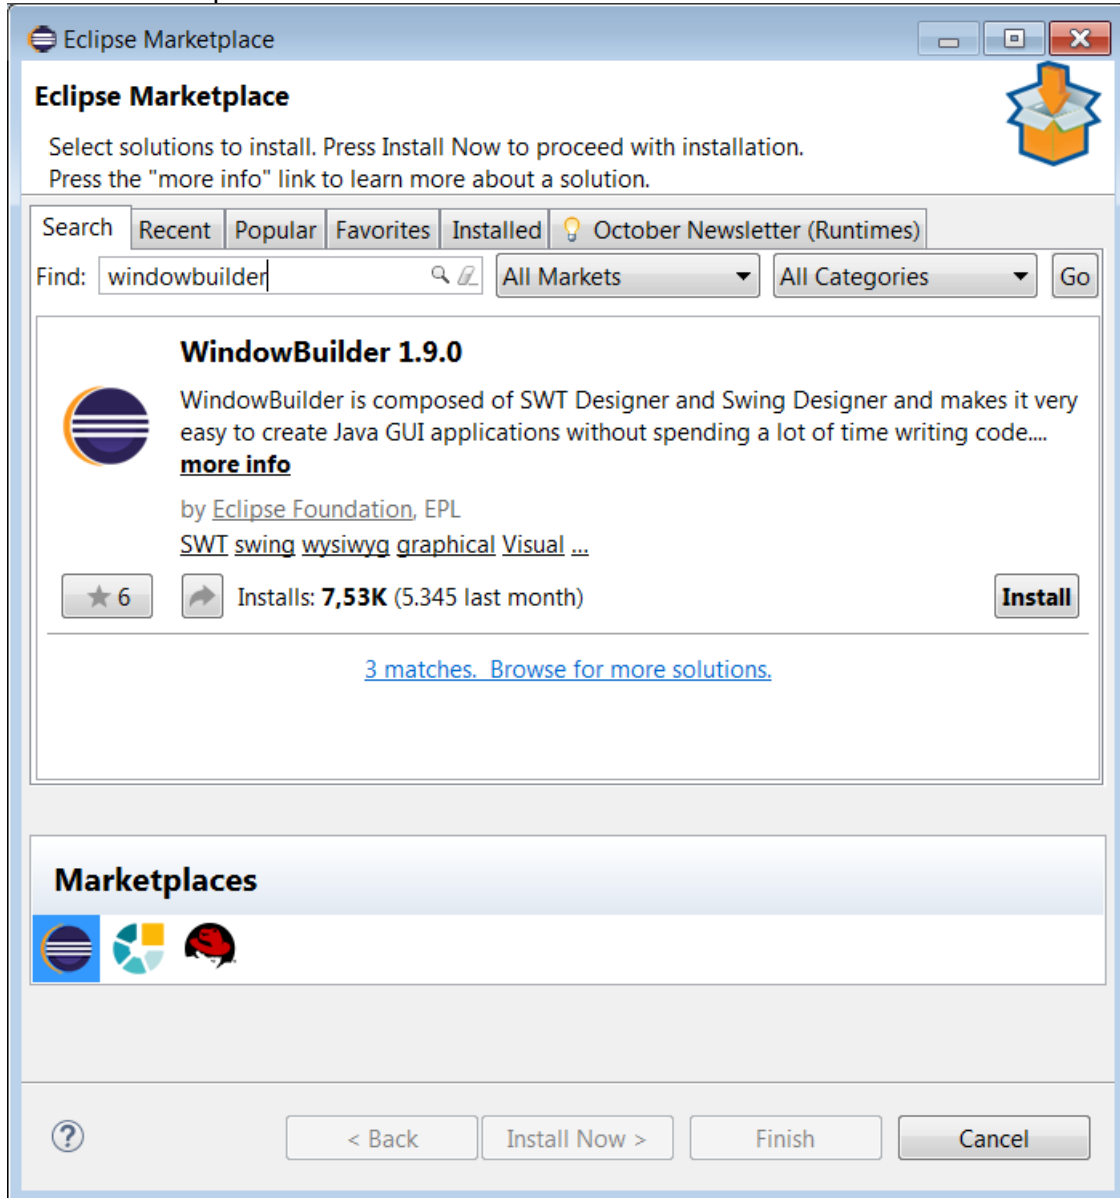 Eclipse Marketplace
Eclipse Marketplace
Select solutions to install. Press Install Now to proceed with installation.
Press the "more info" link to learn more about a solution.
Search Recent Popular Favorites Installed October Newsletter (Runtimes)
Find: windowbuilder All Markets All Categories Go
WindowBuilder 1.9.0
WindowBuilder is composed of SWT Designer and Swing Designer and makes it very
easy to create Java GUI applications without spending a lot of time writing code....
more info
by Eclipse Foundation, EPL
SWT swing wysiwyg graphical Visual ...
6 Installs: 7,53K (5.345 last month) Install
3 matches. Browse for more solutions.
Marketplaces
? < Back Install Now > Finish Cancel